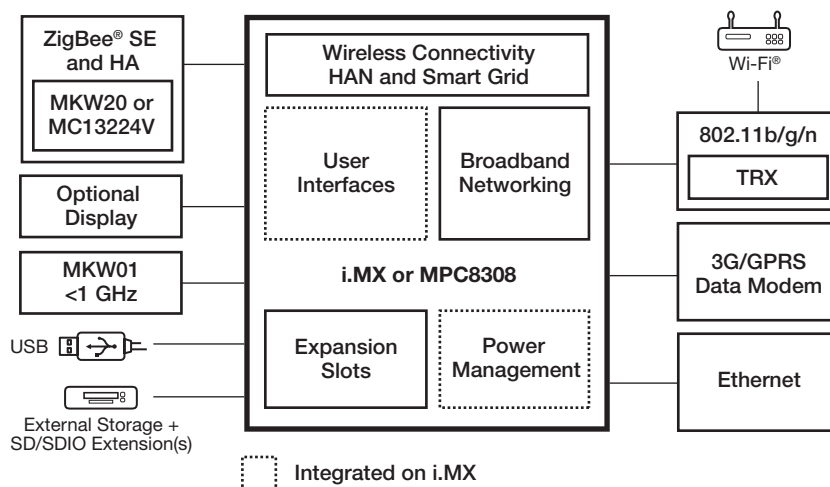 ZigBee® SE
and HA
MKW20 or
MC13224V
Optional
Display
MKW01
<1 GHz
USB
External Storage +
SD/SDIO Extension(s)
Wireless Connectivity
HAN and Smart Grid
User
Interfaces
Broadband
Networking
i.MX or MPC8308
Expansion
Slots
Power
Management
Wi-Fi®
802.11b/g/n
TRX
3G/GPRS
Data Modem
Ethernet
Integrated on i.MX